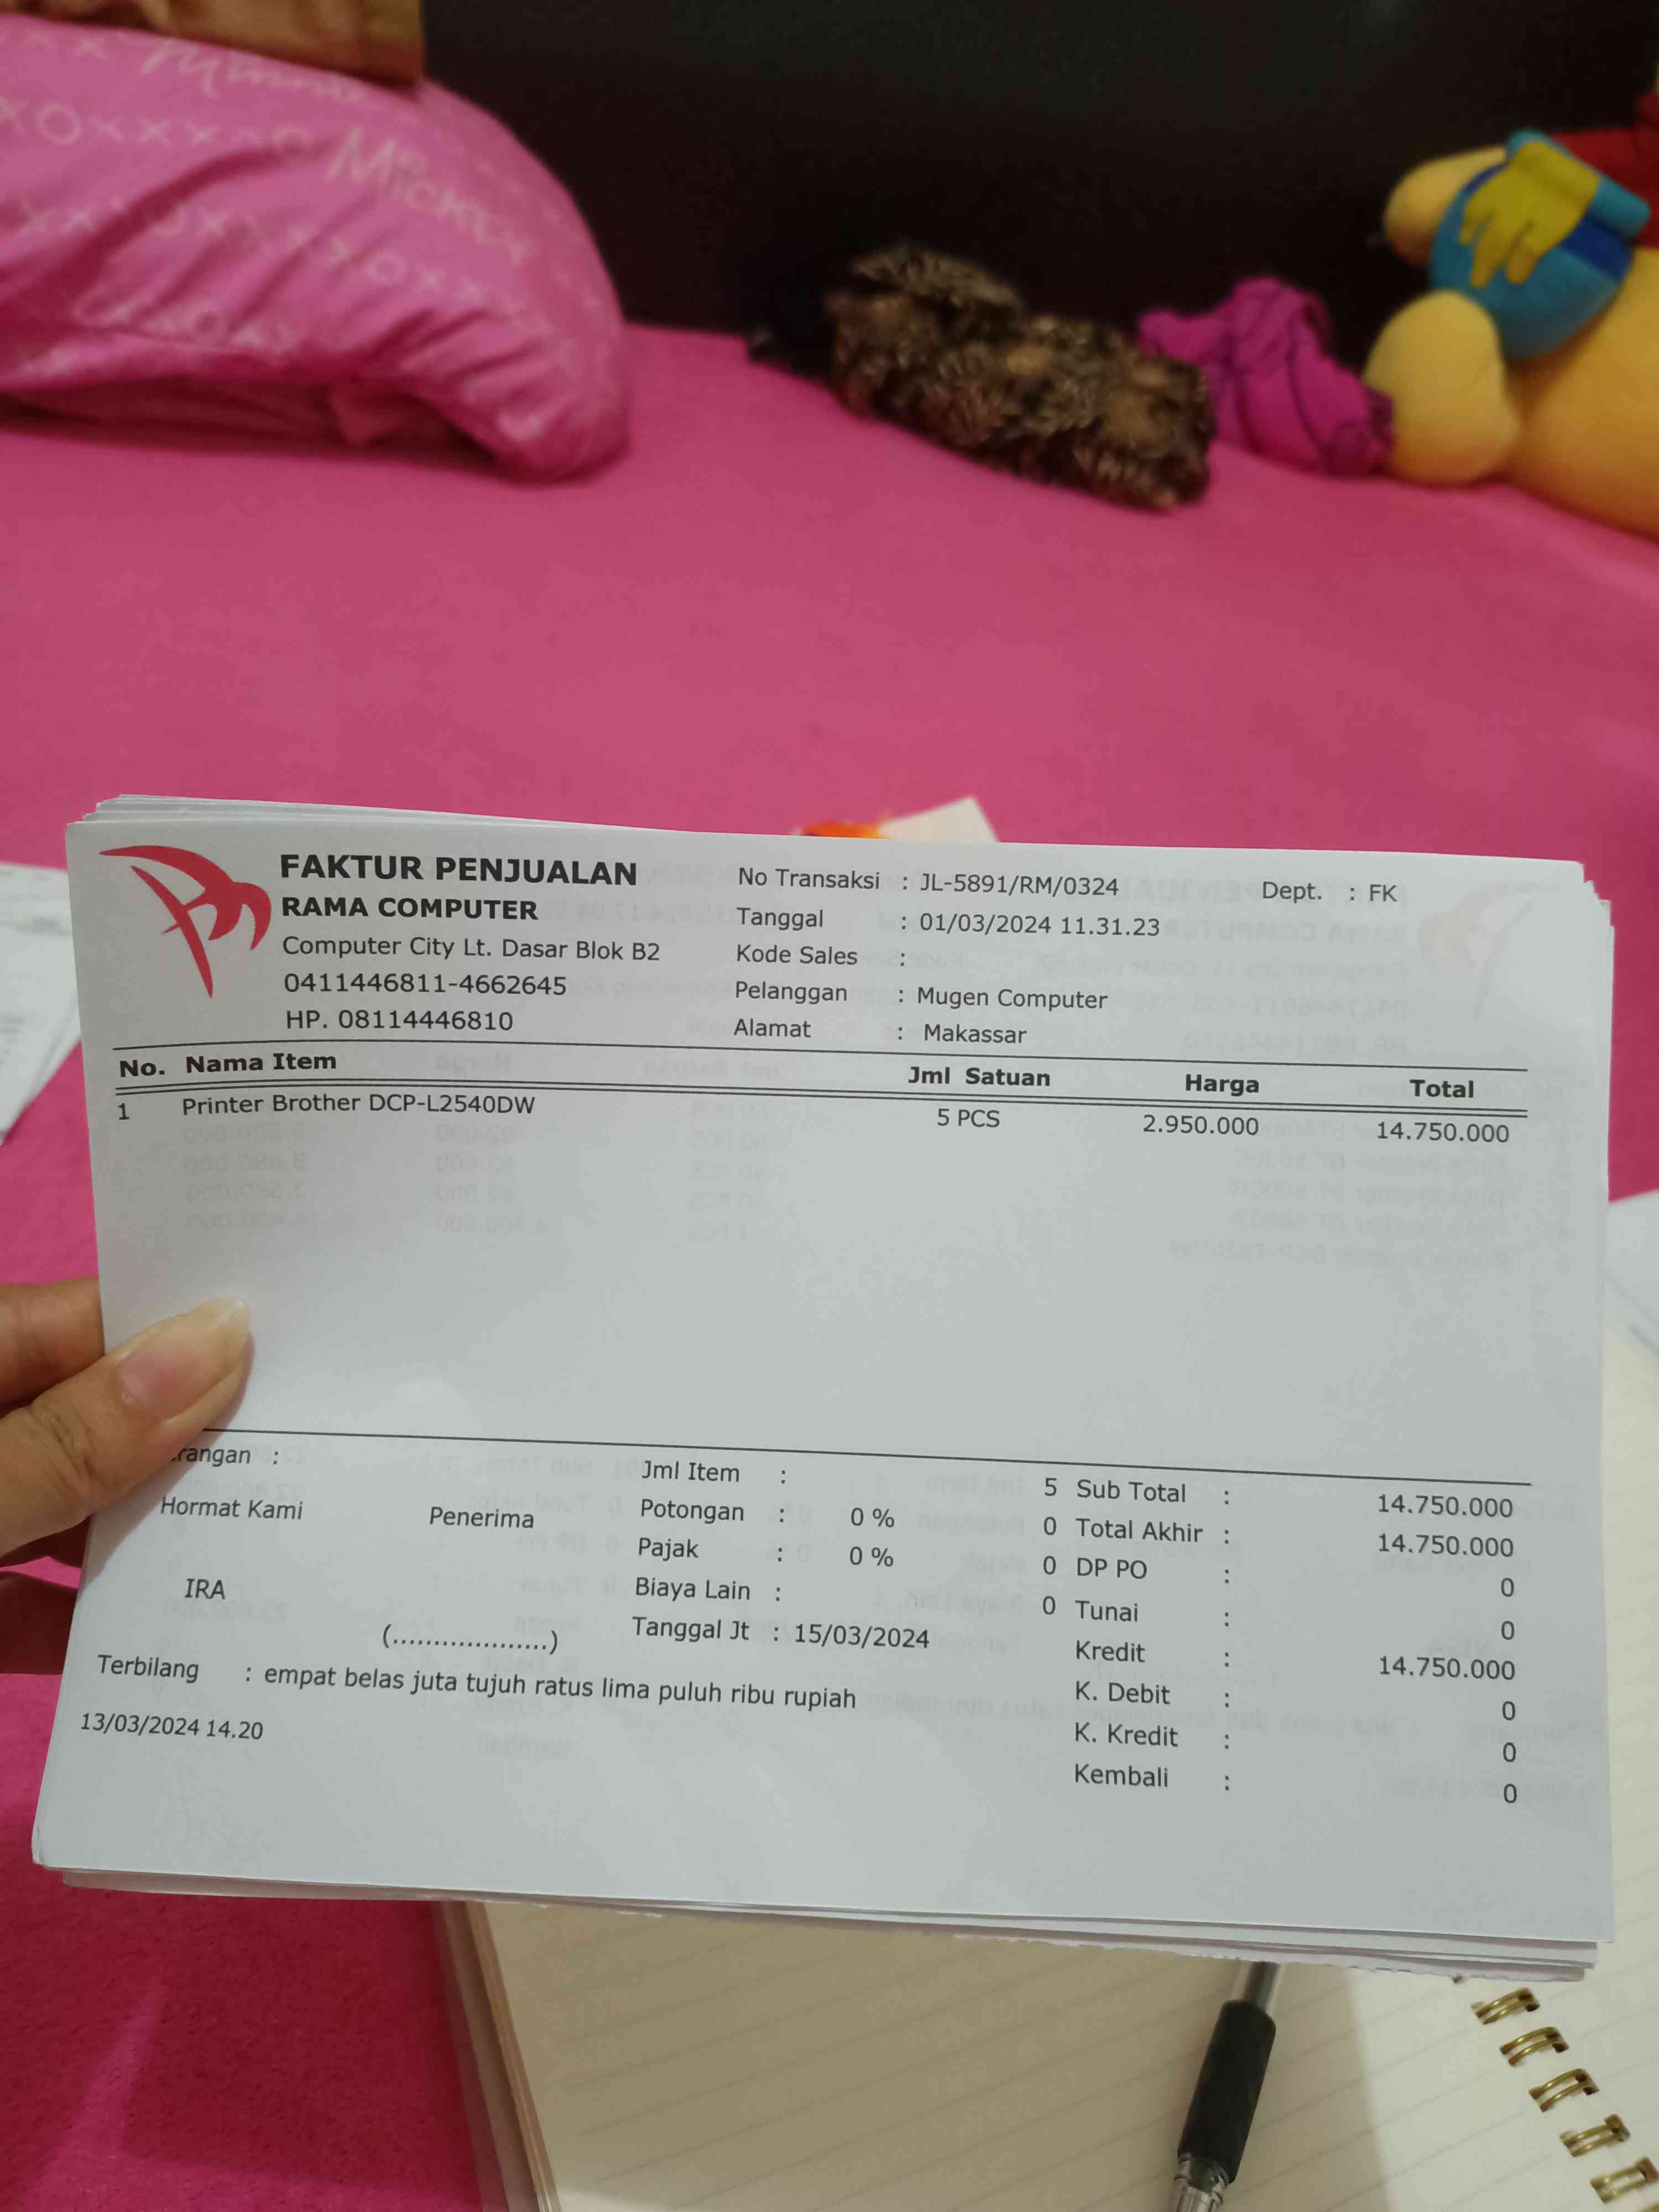 Mickey
FAKTUR PENJUALAN
RAMA COMPUTER
Computer City Lt. Dasar Blok B2
0411446811-4662645
HP. 08114446810
No Transaksi : JL-5891/RM/0324
Dept. : FK
Tanggal : 01/03/2024 11.31.23
Kode Sales :
Pelanggan : Mugen Computer
Alamat : Makassar
No. Nama Item Jml Satuan Harga Total
1 Printer Brother DCP-L2540DW 5 PCS 2.950.000 14.750.000
rangan :
Hormat Kami
Penerima
IRA
(...................)
Jml Item : 5
Potongan : 0 % 0
Pajak : 0 % 0
Biaya Lain : 0
Tanggal Jt : 15/03/2024
Sub Total : 14.750.000
Total Akhir : 14.750.000
DP PO : 0
Tunai : 0
Kredit : 14.750.000
K. Debit : 0
K. Kredit : 0
Kembali : 0
Terbilang : empat belas juta tujuh ratus lima puluh ribu rupiah
13/03/2024 14.20